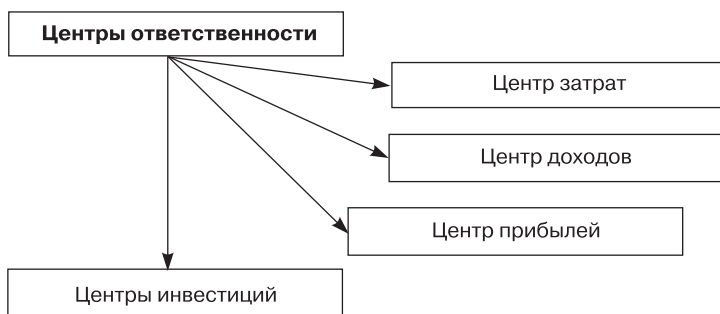 Центры ответственности
Центр затрат
Центр доходов
Центр прибылей
Центры инвестиций